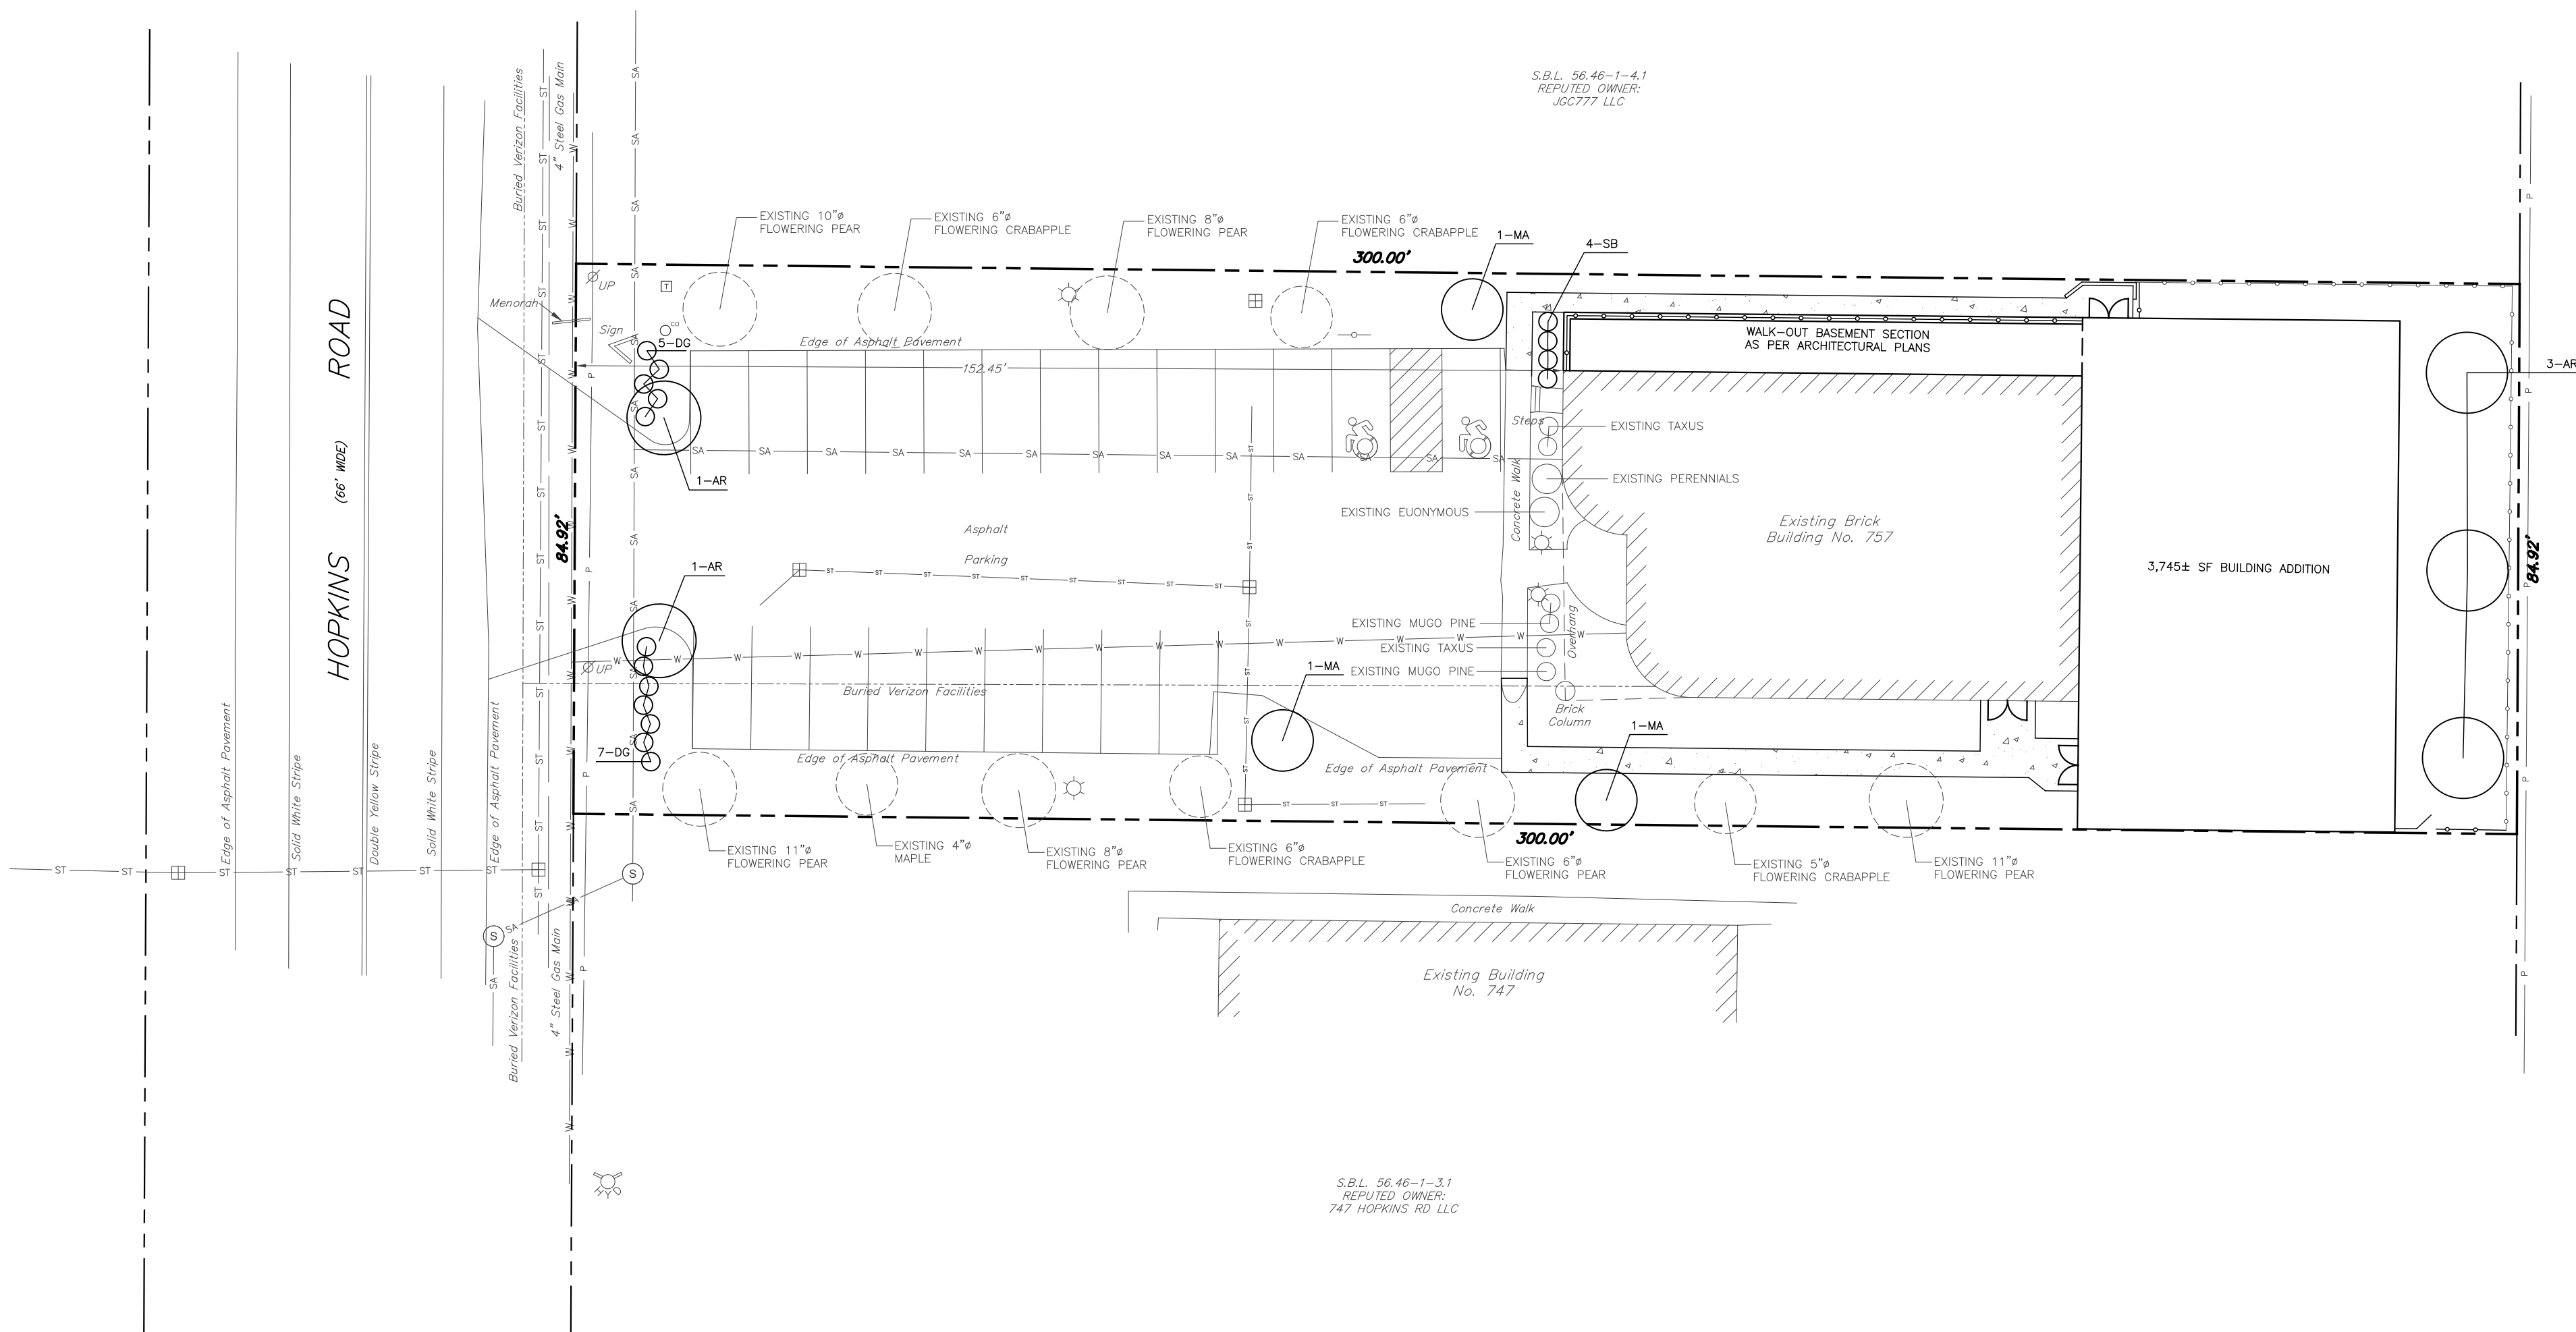 S.B.L. 56.46-1-4.1
REPUTED OWNER:
JGC777 LLC
Buried Verizon Facilities
4" Steel Gas Main
EXISTING 10"ø
FLOWERING PEAR
EXISTING 6"ø
FLOWERING CRABAPPLE
EXISTING 8"ø
FLOWERING PEAR
EXISTING 6"ø
FLOWERING CRABAPPLE
300.00'
1-MA
4-SB
UP
T
Menorah
Sign
CO
5-DG
Edge of Asphalt Pavement
152.45'
WALK-OUT BASEMENT SECTION
AS PER ARCHITECTURAL PLANS
3-AR
HOPKINS ROAD
(66' WIDE)
1-AR
Steps
EXISTING TAXUS
EXISTING PERENNIALS
EXISTING EUONYMOUS
Concrete Walk
Existing Brick
Building No. 757
84.92'
Asphalt
Parking
3,745± SF BUILDING ADDITION
84.92'
1-AR
EXISTING MUGO PINE
Overhang
EXISTING TAXUS
EXISTING MUGO PINE
UP
1-MA
Buried Verizon Facilities
Brick
Column
1-MA
7-DG
Edge of Asphalt Pavement
Edge of Asphalt Pavement
Edge of Asphalt Pavement
Solid White Stripe
Double Yellow Stripe
Solid White Stripe
Edge of Asphalt Pavement
300.00'
EXISTING 11"ø
FLOWERING PEAR
EXISTING 4"ø
MAPLE
EXISTING 8"ø
FLOWERING PEAR
EXISTING 6"ø
FLOWERING CRABAPPLE
EXISTING 6"ø
FLOWERING PEAR
EXISTING 5"ø
FLOWERING CRABAPPLE
EXISTING 11"ø
FLOWERING PEAR
S
S
Concrete Walk
Buried Verizon Facilities
4" Steel Gas Main
Existing Building
No. 747
HYD
S.B.L. 56.46-1-3.1
REPUTED OWNER:
747 HOPKINS RD LLC